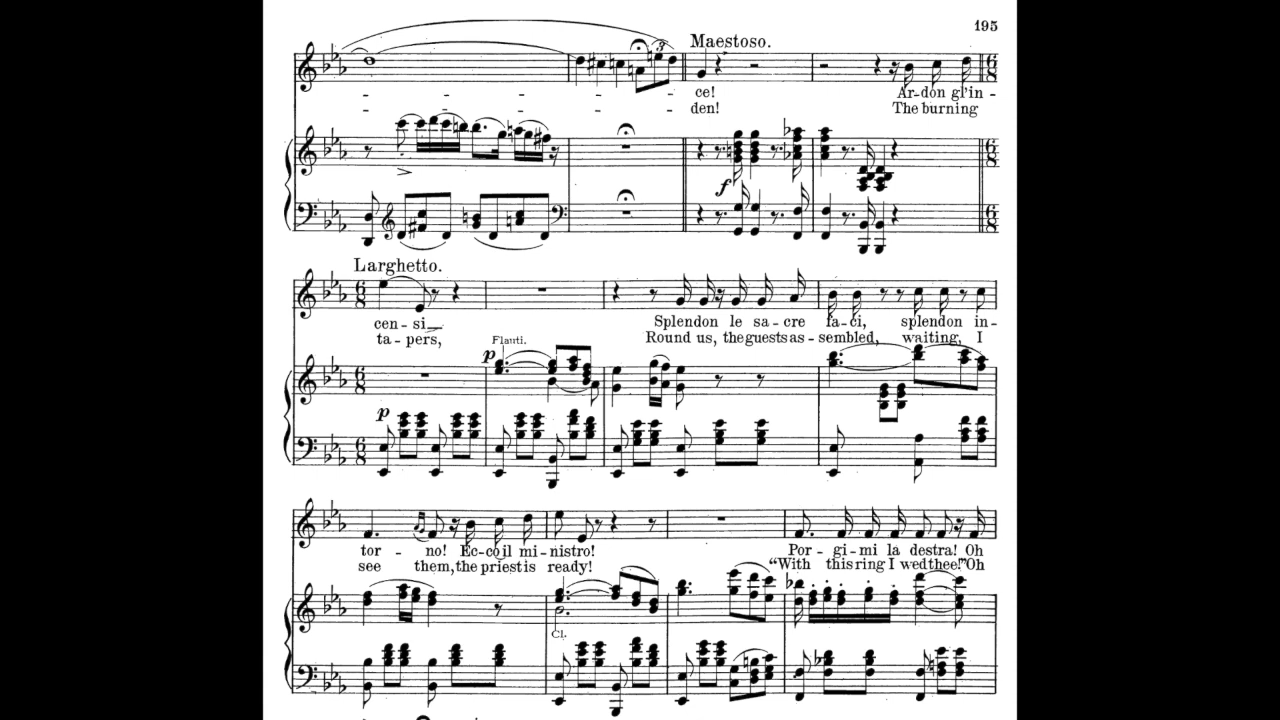 195
Maestoso.
3
ce! Ar-don gl'in-
den! The burning
f
Larghetto.
cen-si
ta-pers,
Splendon le sa-cre fa-ci, splendon in-
Round us, the guests as-sembled, waiting, I
p Flauti.
p
tor-no! Ec-co il mi-nistro!
see them, the priest is ready!
Por-gi-mi la destra! Oh
“With this ring I wed thee!” Oh
Cl.